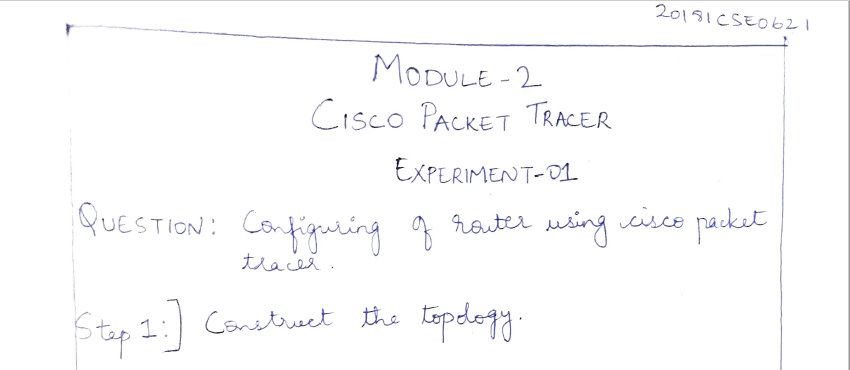 20181CSE0621
MODULE-2
CISCO PACKET TRACER
EXPERIMENT-01
QUESTION: Configuring of router using cisco packet
tracer.
Step 1:] Construct the topology.